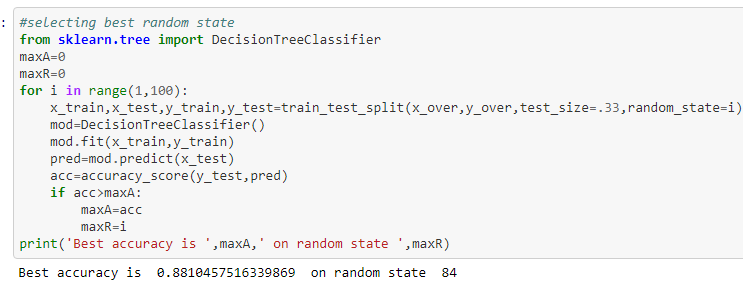 :
#selecting best random state
from sklearn.tree import DecisionTreeClassifier
maxA=0
maxR=0
for i in range(1,100):
    x_train,x_test,y_train,y_test=train_test_split(x_over,y_over,test_size=.33,random_state=i)
    mod=DecisionTreeClassifier()
    mod.fit(x_train,y_train)
    pred=mod.predict(x_test)
    acc=accuracy_score(y_test,pred)
    if acc>maxA:
        maxA=acc
        maxR=i
print('Best accuracy is ',maxA,' on random state ',maxR)
Best accuracy is  0.8810457516339869  on random state  84